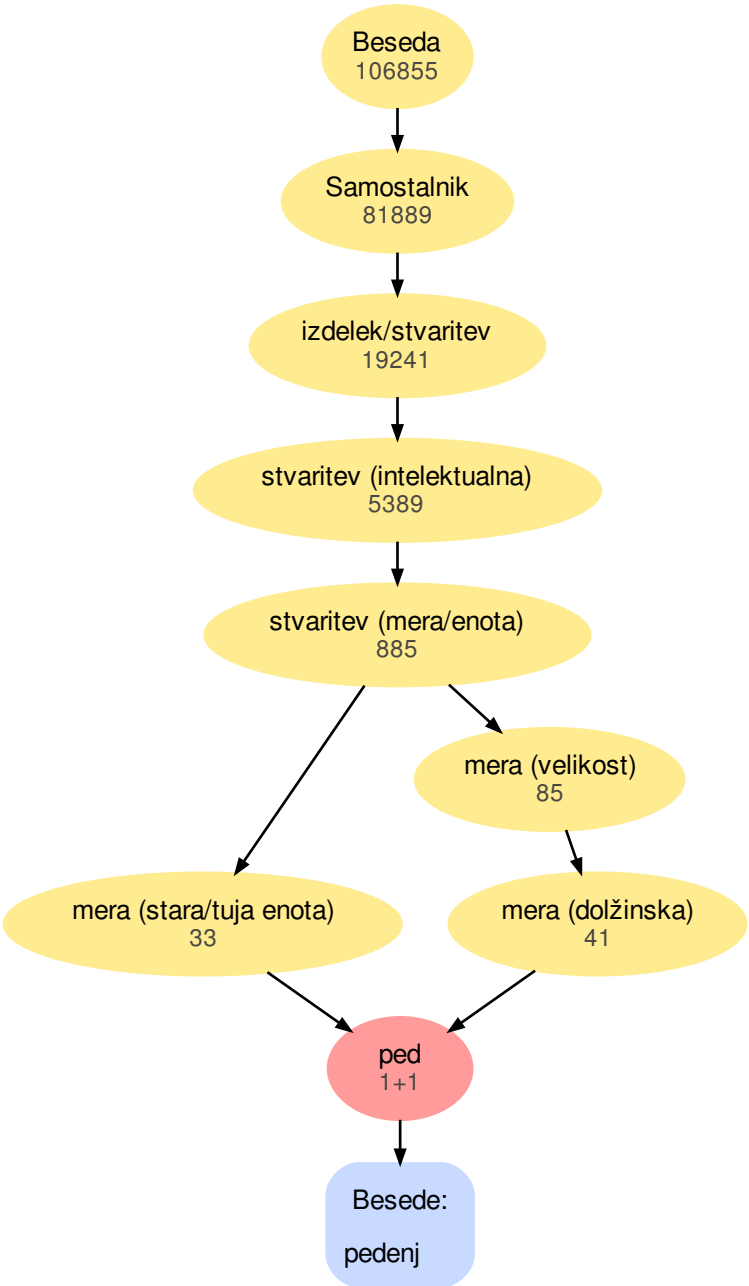 Beseda
106855
Samostalnik
81889
izdelek/stvaritev
19241
stvaritev (intelektualna)
5389
stvaritev (mera/enota)
885
mera (velikost)
85
mera (stara/tuja enota)
33
mera (dolžinska)
41
ped
1+1
Besede:
pedenj